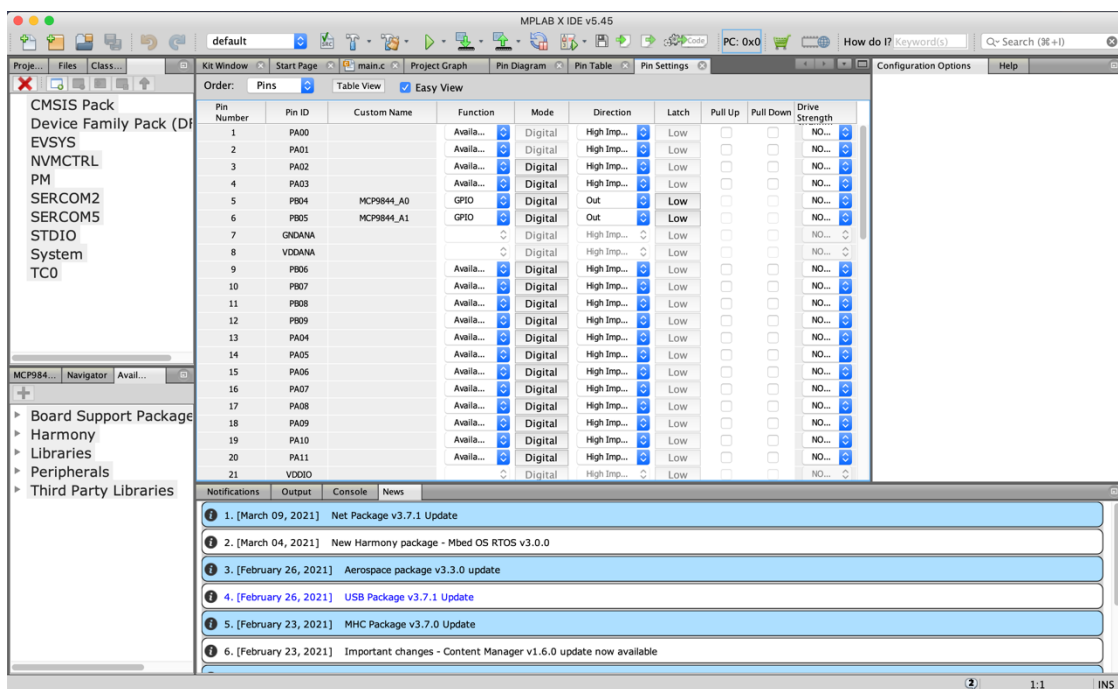 MPLAB X IDE v5.45
default PC: 0x0 How do I? Keyword(s) Search (⌘+I)
Proje... Files Class...
CMSIS Pack
Device Family Pack (DF
EVSYS
NVMCTRL
PM
SERCOM2
SERCOM5
STDIO
System
TC0
MCP984... Navigator Avail...
Board Support Package
Harmony
Libraries
Peripherals
Third Party Libraries
Kit Window Start Page main.c Project Graph Pin Diagram Pin Table Pin Settings
Order: Pins Table View Easy View
Pin Number Pin ID Custom Name Function Mode Direction Latch Pull Up Pull Down Drive Strength
1 PA00 Availa... Digital High Imp... Low NO...
2 PA01 Availa... Digital High Imp... Low NO...
3 PA02 Availa... Digital High Imp... Low NO...
4 PA03 Availa... Digital High Imp... Low NO...
5 PB04 MCP9844_A0 GPIO Digital Out Low NO...
6 PB05 MCP9844_A1 GPIO Digital Out Low NO...
7 GNDANA Digital High Imp... Low NO...
8 VDDANA Digital High Imp... Low NO...
9 PB06 Availa... Digital High Imp... Low NO...
10 PB07 Availa... Digital High Imp... Low NO...
11 PB08 Availa... Digital High Imp... Low NO...
12 PB09 Availa... Digital High Imp... Low NO...
13 PA04 Availa... Digital High Imp... Low NO...
14 PA05 Availa... Digital High Imp... Low NO...
15 PA06 Availa... Digital High Imp... Low NO...
16 PA07 Availa... Digital High Imp... Low NO...
17 PA08 Availa... Digital High Imp... Low NO...
18 PA09 Availa... Digital High Imp... Low NO...
19 PA10 Availa... Digital High Imp... Low NO...
20 PA11 Availa... Digital High Imp... Low NO...
21 VDDIO Digital High Imp... Low NO...
Configuration Options Help
Notifications Output Console News
1. [March 09, 2021] Net Package v3.7.1 Update
2. [March 04, 2021] New Harmony package - Mbed OS RTOS v3.0.0
3. [February 26, 2021] Aerospace package v3.3.0 update
4. [February 26, 2021] USB Package v3.7.1 Update
5. [February 23, 2021] MHC Package v3.7.0 Update
6. [February 23, 2021] Important changes - Content Manager v1.6.0 update now available
2 1:1 INS